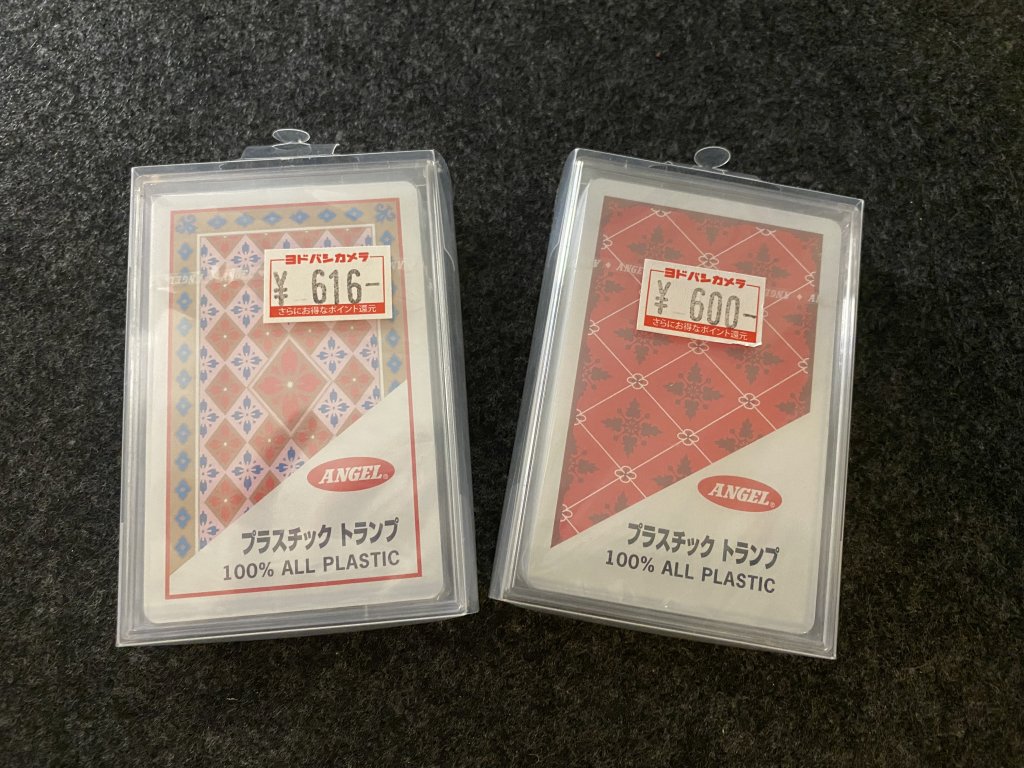 ヨドバシカメラ
¥ 616-
さらにお得なポイント還元
ANGEL®
プラスチック トランプ
100% ALL PLASTIC
ヨドバシカメラ
¥ 600-
さらにお得なポイント還元
ANGEL
ANGEL®
プラスチック トランプ
100% ALL PLASTIC